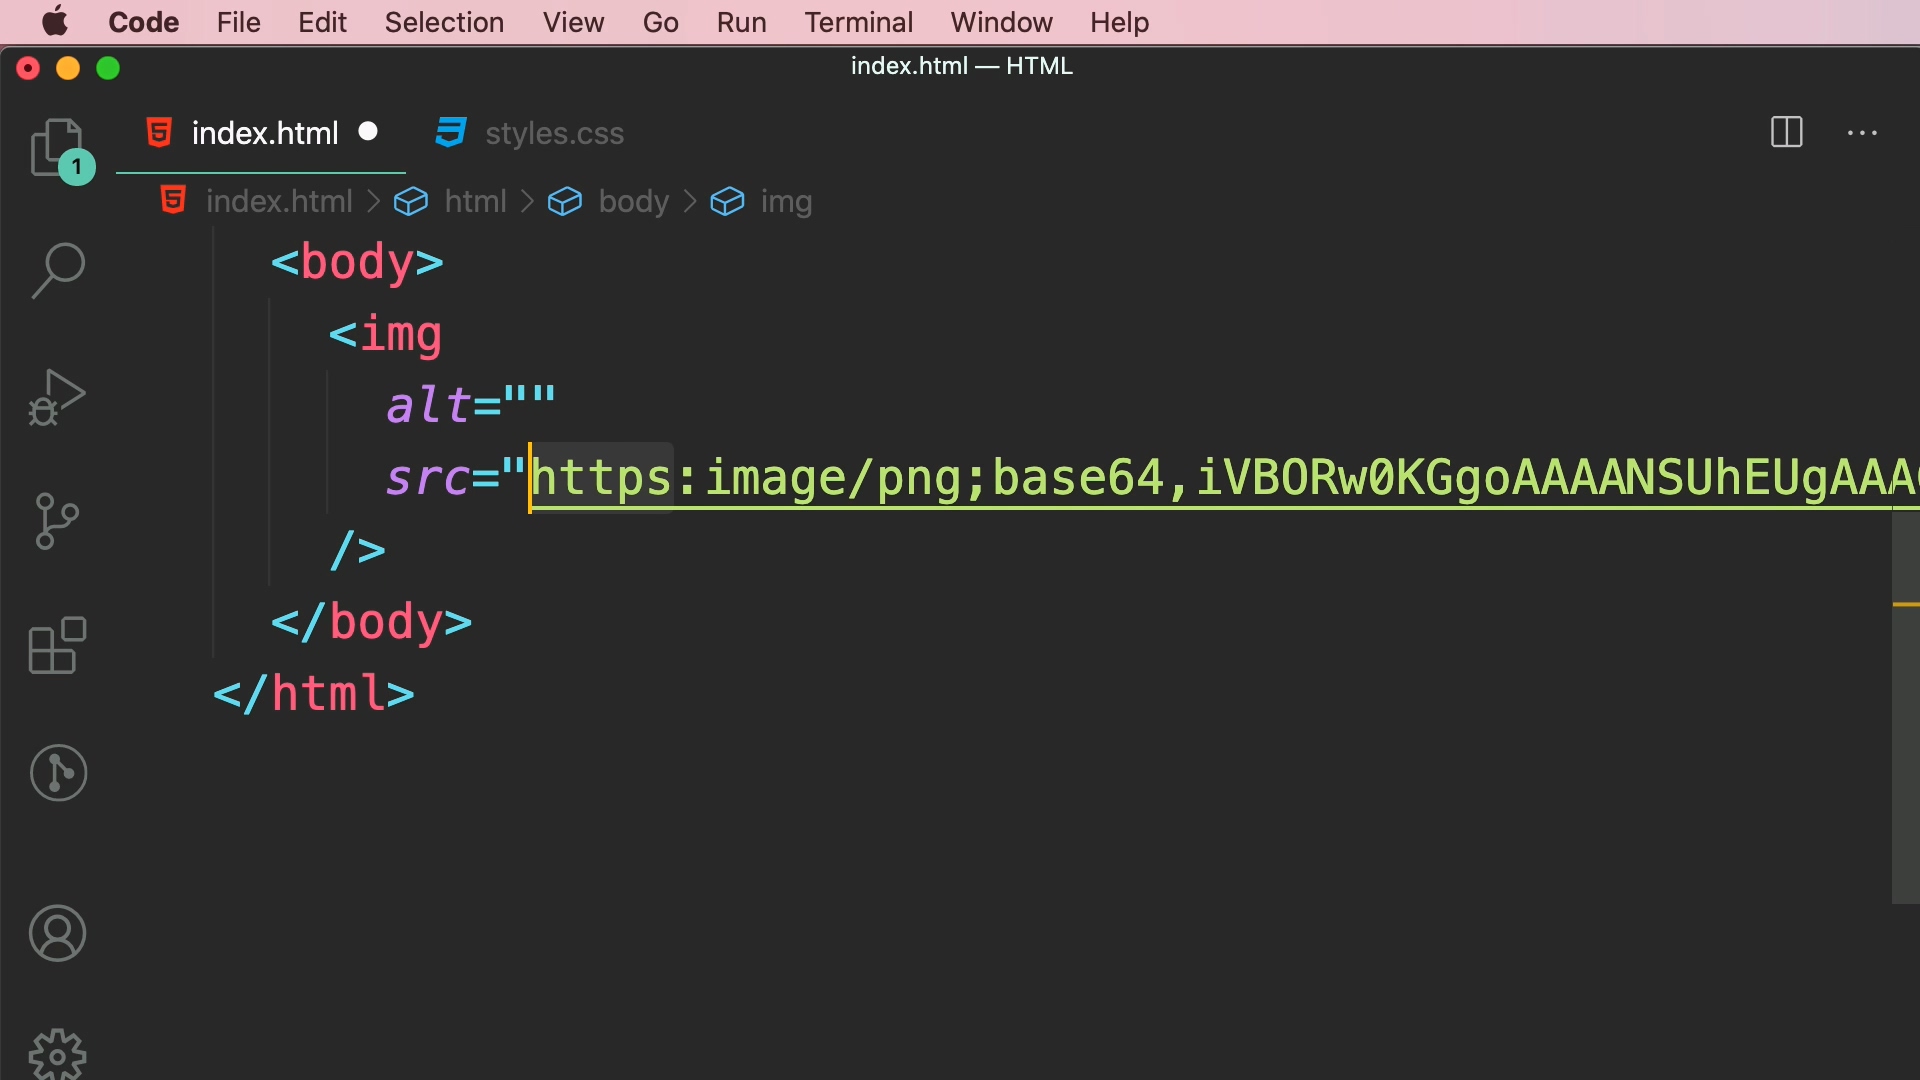 Code File Edit Selection View Go Run Terminal Window Help
index.html — HTML
index.html styles.css
1
index.html > html > body > img
<body>
<img
alt=""
src="https:image/png;base64,iVBORw0KGgoAAAANSUhEUgAAA
/>
</body>
</html>